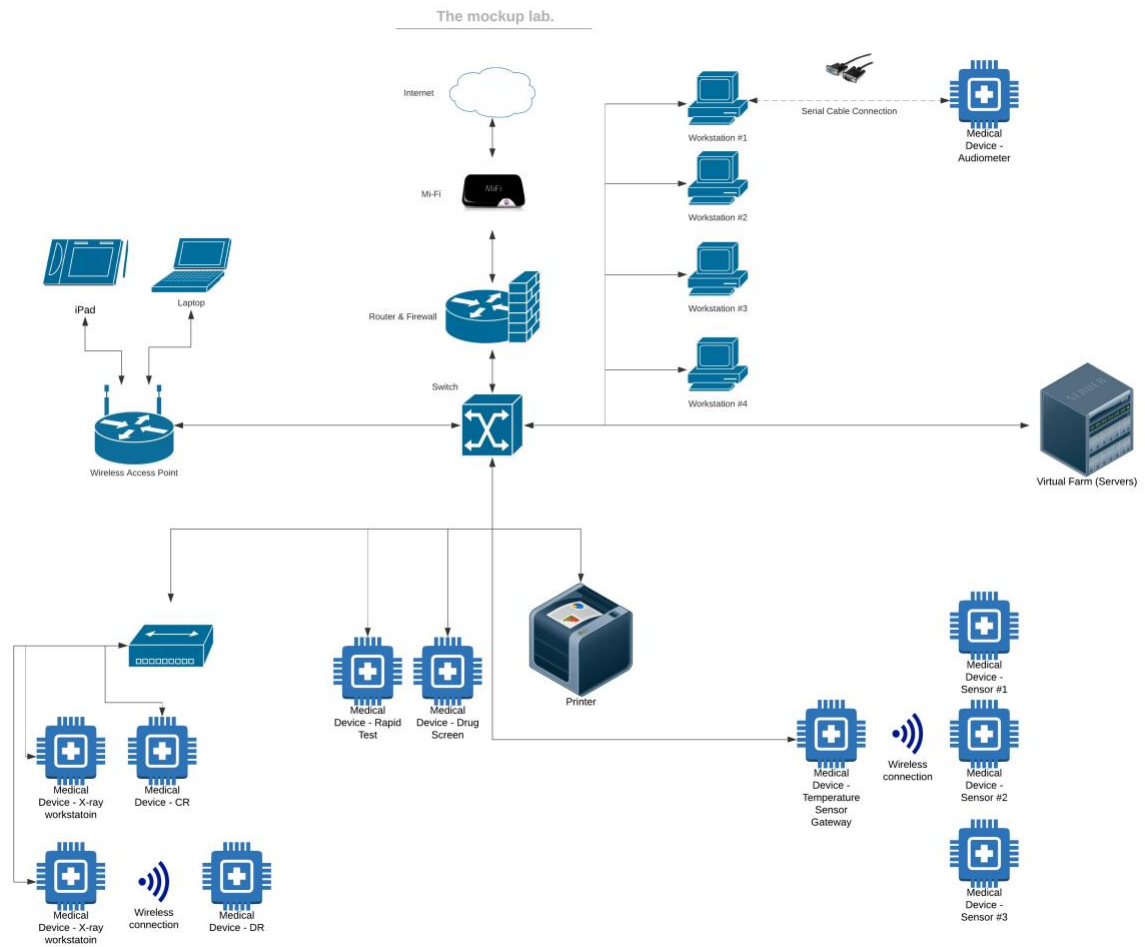 The mockup lab.
Internet
Mi-Fi
MiFi
Router & Firewall
Switch
Workstation #1
Serial Cable Connection
Medical
Device -
Audiometer
Workstation #2
Workstation #3
Workstation #4
iPad
Laptop
Wireless Access Point
SERVER
Virtual Farm (Servers)
Medical
Device - Rapid
Test
Medical
Device - Drug
Screen
Printer
Medical
Device - X-ray
workstatoin
Medical
Device - CR
Medical
Device - X-ray
workstatoin
Wireless
connection
Medical
Device - DR
Medical
Device -
Temperature
Sensor
Gateway
Wireless
connection
Medical
Device -
Sensor #1
Medical
Device -
Sensor #2
Medical
Device -
Sensor #3